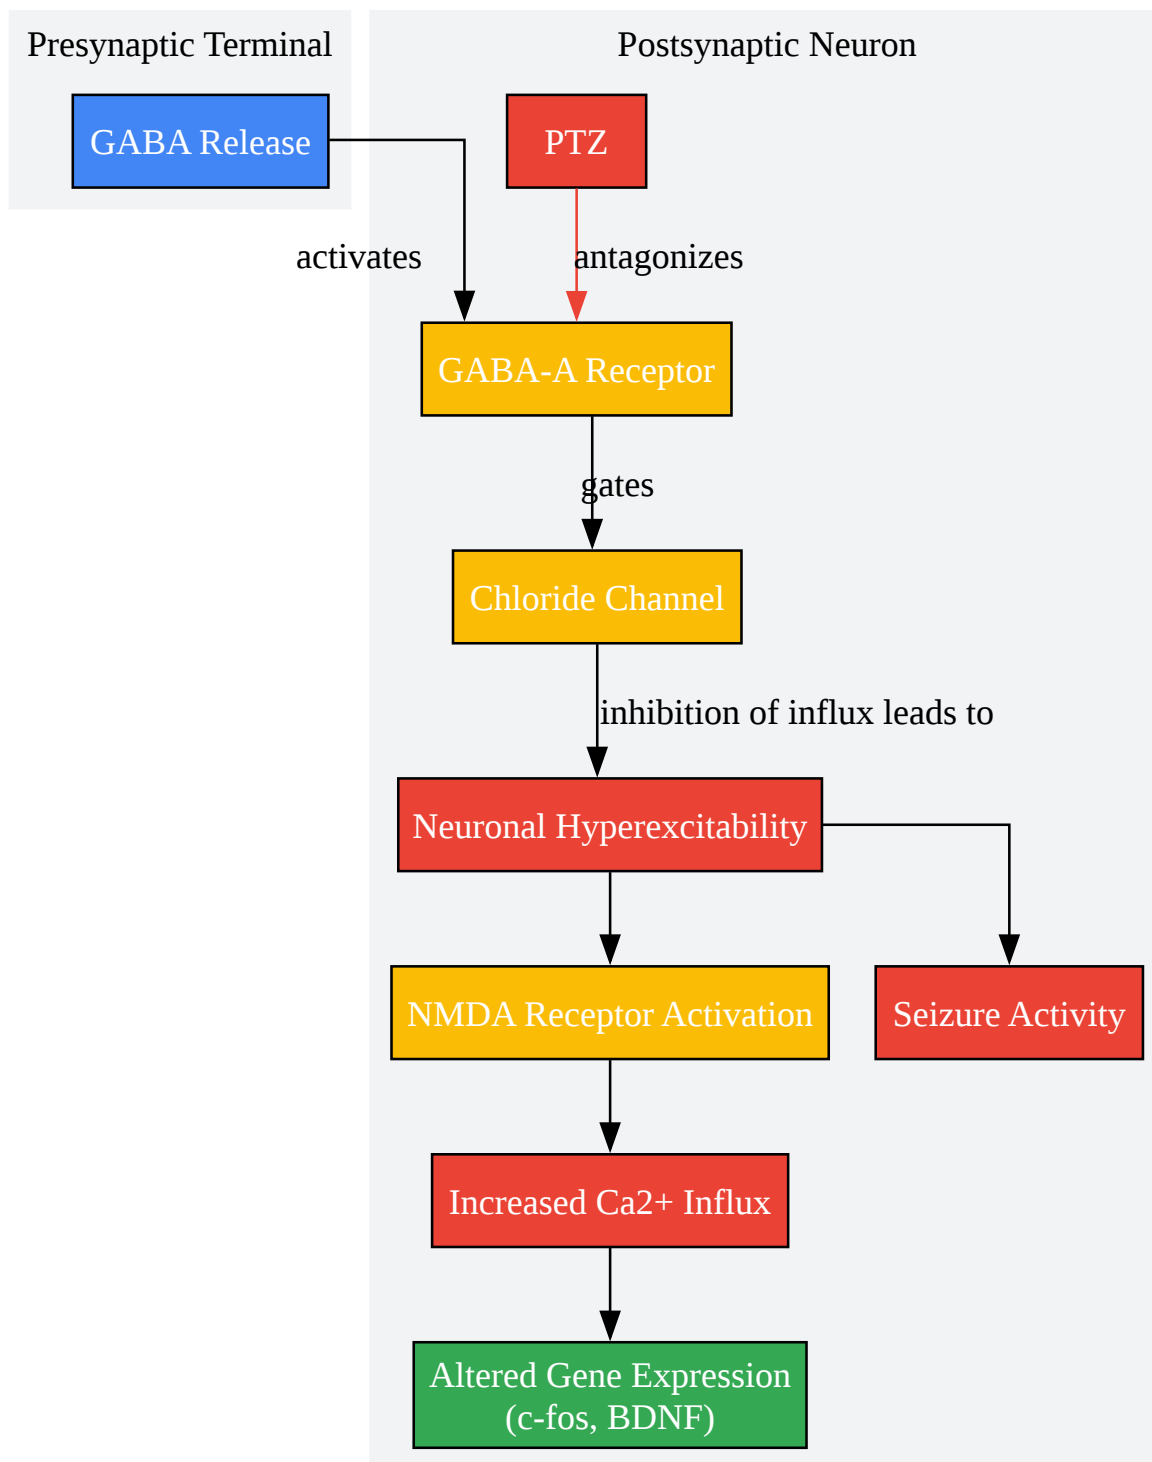 Presynaptic Terminal
Postsynaptic Neuron
GABA Release
PTZ
activates
antagonizes
GABA-A Receptor
gates
Chloride Channel
inhibition of influx leads to
Neuronal Hyperexcitability
NMDA Receptor Activation
Seizure Activity
Increased Ca2+ Influx
Altered Gene Expression
(c-fos, BDNF)